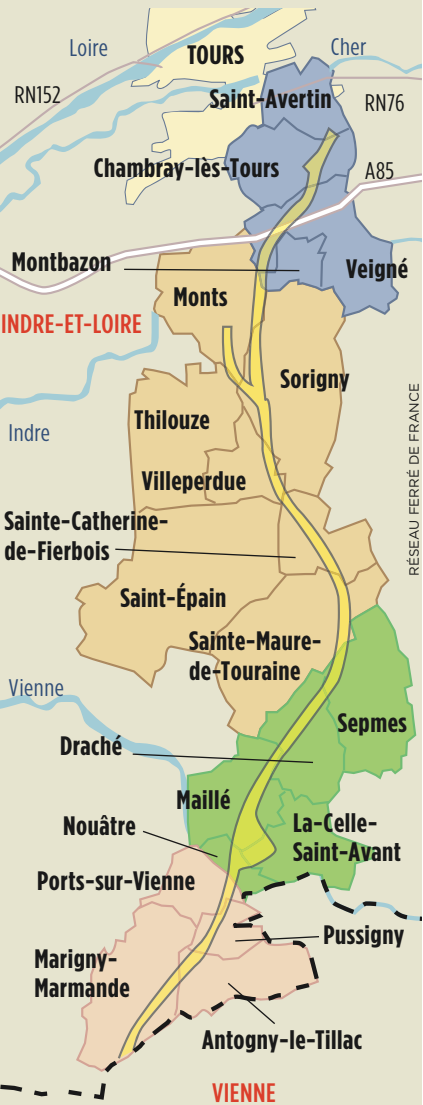 Loire
TOURS
Cher
RN152
Saint-Avertin
RN76
Chambray-lès-Tours
A85
Montbazon
Veigné
Monts
INDRE-ET-LOIRE
Sorigny
Thilouze
Indre
RÉSEAU FERRÉ DE FRANCE
Villeperdue
Sainte-Catherine-
de-Fierbois
Saint-Épain
Sainte-Maure-
de-Touraine
Vienne
Sepmes
Draché
Maillé
La-Celle-
Saint-Avant
Nouâtre
Ports-sur-Vienne
Pussigny
Marigny-
Marmande
Antogny-le-Tillac
VIENNE